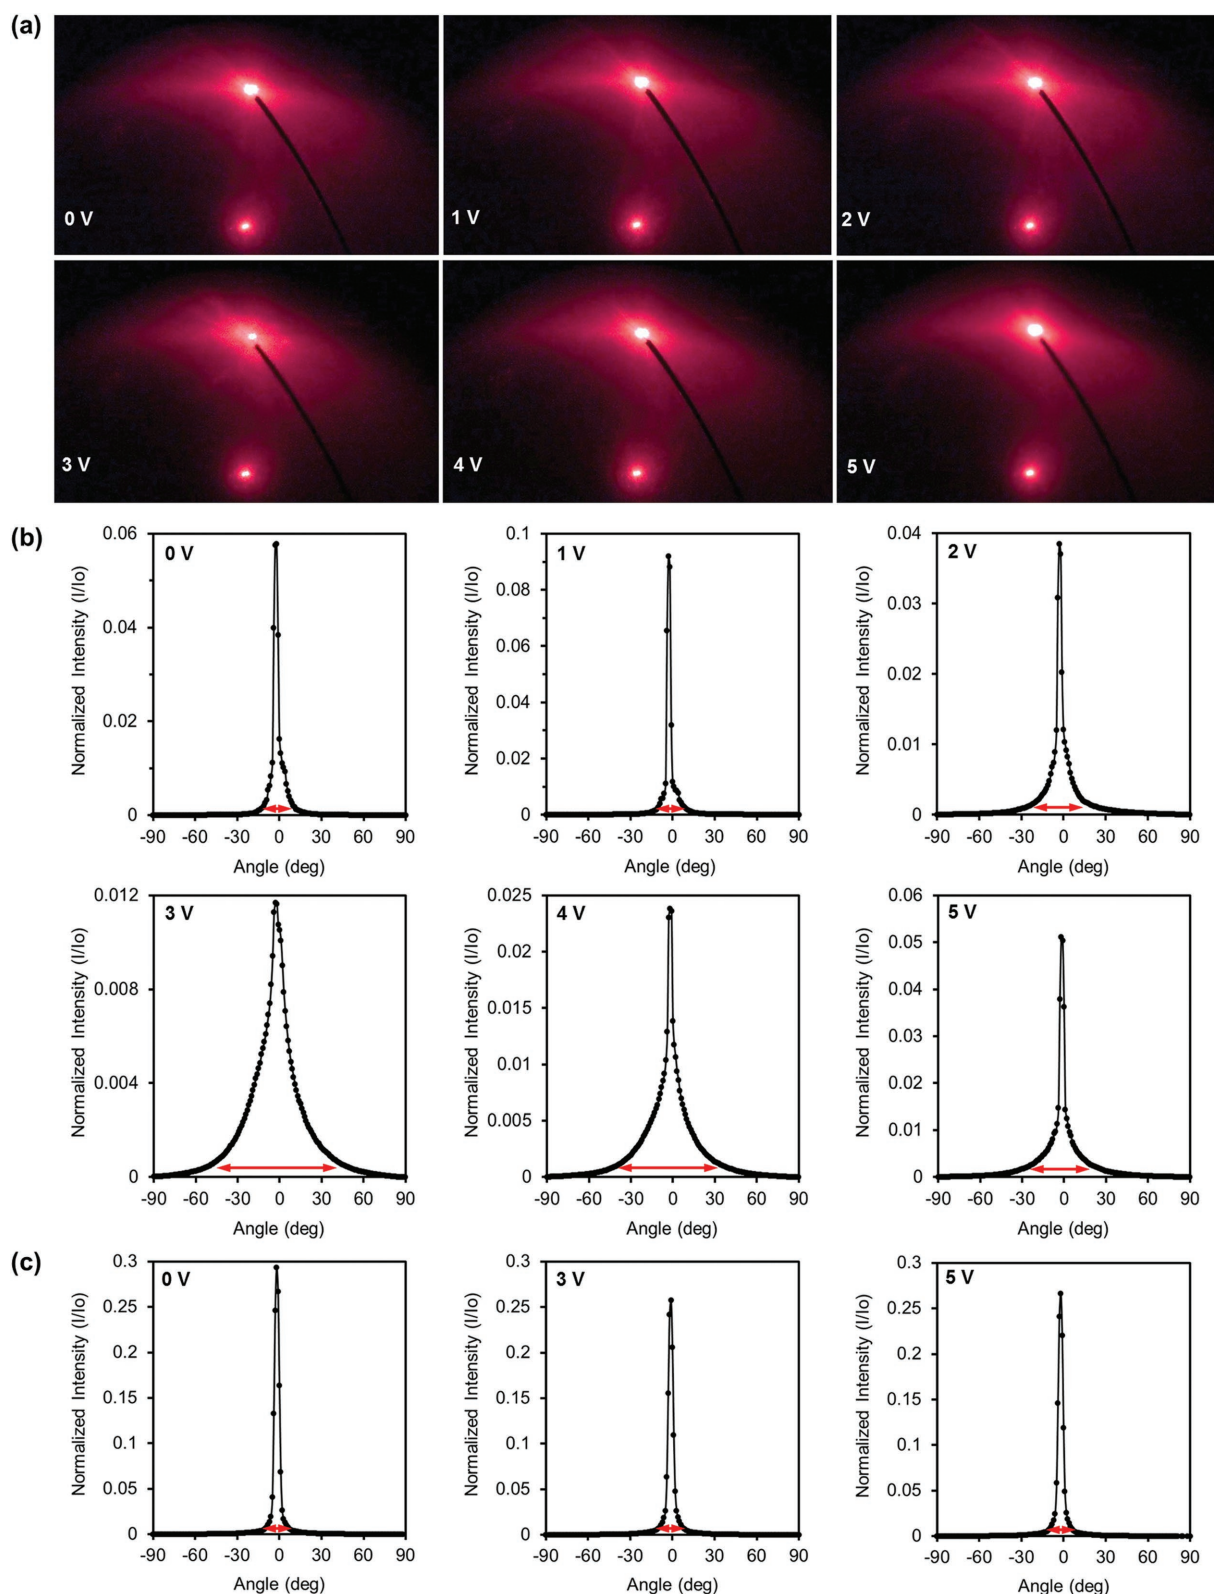 (a)
0 V
1 V
2 V
3 V
4 V
5 V
(b)
0 V
Normalized Intensity (I/Io)
0.06
0.04
0.02
0
-90 -60 -30 0 30 60 90
Angle (deg)
1 V
Normalized Intensity (I/Io)
0.1
0.08
0.06
0.04
0.02
0
-90 -60 -30 0 30 60 90
Angle (deg)
2 V
Normalized Intensity (I/Io)
0.04
0.03
0.02
0.01
0
-90 -60 -30 0 30 60 90
Angle (deg)
3 V
Normalized Intensity (I/Io)
0.012
0.008
0.004
0
-90 -60 -30 0 30 60 90
Angle (deg)
4 V
Normalized Intensity (I/Io)
0.025
0.02
0.015
0.01
0.005
0
-90 -60 -30 0 30 60 90
Angle (deg)
5 V
Normalized Intensity (I/Io)
0.06
0.05
0.04
0.03
0.02
0.01
0
-90 -60 -30 0 30 60 90
Angle (deg)
(c)
0 V
Normalized Intensity (I/Io)
0.3
0.25
0.2
0.15
0.1
0.05
0
-90 -60 -30 0 30 60 90
Angle (deg)
3 V
Normalized Intensity (I/Io)
0.3
0.25
0.2
0.15
0.1
0.05
0
-90 -60 -30 0 30 60 90
Angle (deg)
5 V
Normalized Intensity (I/Io)
0.3
0.25
0.2
0.15
0.1
0.05
0
-90 -60 -30 0 30 60 90
Angle (deg)